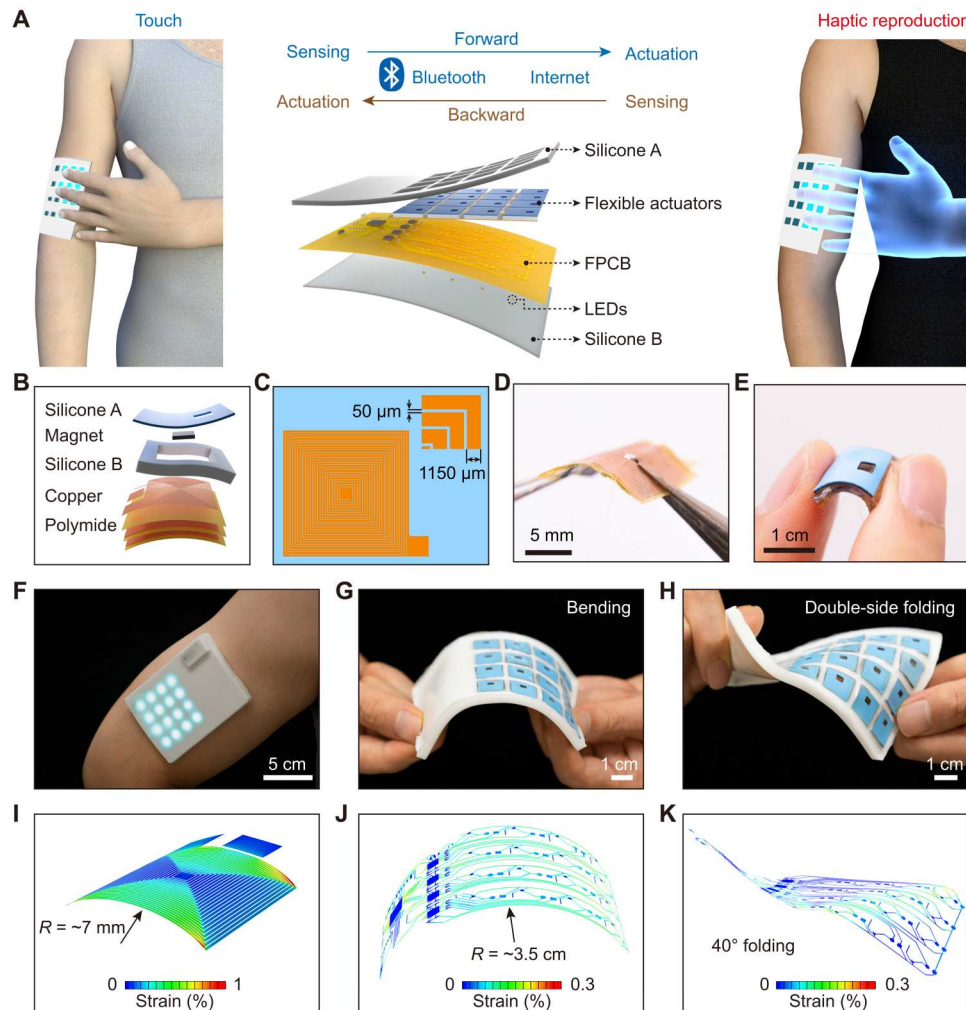 A
Touch
Haptic reproduction
Sensing
Forward
Actuation
Bluetooth
Internet
Actuation
Backward
Sensing
Silicone A
Flexible actuators
FPCB
LEDs
Silicone B
B
Silicone A
Magnet
Silicone B
Copper
Polymide
C
50 µm
1150 µm
D
5 mm
E
1 cm
F
5 cm
G
Bending
1 cm
H
Double-side folding
1 cm
I
R = ~7 mm
0 1
Strain (%)
J
R = ~3.5 cm
0 0.3
Strain (%)
K
40° folding
0 0.3
Strain (%)